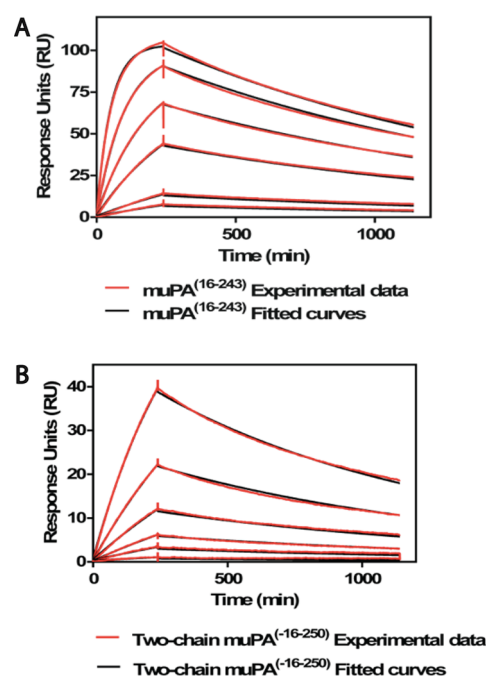 A
Response Units (RU)
100
75
50
25
0
0 500 1000
Time (min)
muPA(16-243) Experimental data
muPA(16-243) Fitted curves
B
Response Units (RU)
40
30
20
10
0
0 500 1000
Time (min)
Two-chain muPA(-16-250) Experimental data
Two-chain muPA(-16-250) Fitted curves